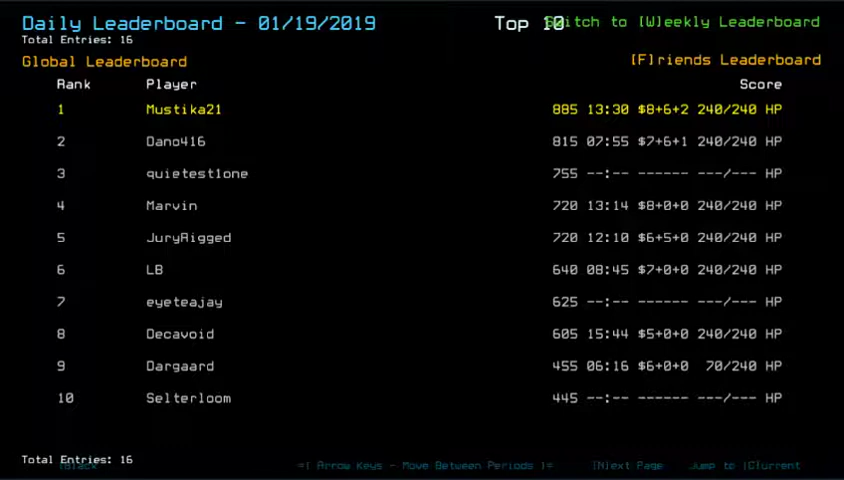 Daily Leaderboard - 01/19/2019 Top 10 Switch to [W]eekly Leaderboard
Total Entries: 16
Global Leaderboard [F]riends Leaderboard
Rank Player Score
1 Mustika21 885 13:30 $8+6+2 240/240 HP
2 Dano416 815 07:55 $7+6+1 240/240 HP
3 quietest1one 755 --:-- ------ ---/--- HP
4 Marvin 720 13:14 $8+0+0 240/240 HP
5 JuryRigged 720 12:10 $6+5+0 240/240 HP
6 LB 640 08:45 $7+0+0 240/240 HP
7 eyeteajay 625 --:-- ------ ---/--- HP
8 Decavoid 605 15:44 $5+0+0 240/240 HP
9 Dargaard 455 06:16 $6+0+0 70/240 HP
10 Selterloom 445 --:-- ------ ---/--- HP
Total Entries: 16
[B]ack =[ Arrow Keys - Move Between Periods ]= [N]ext Page Jump to [C]urrent